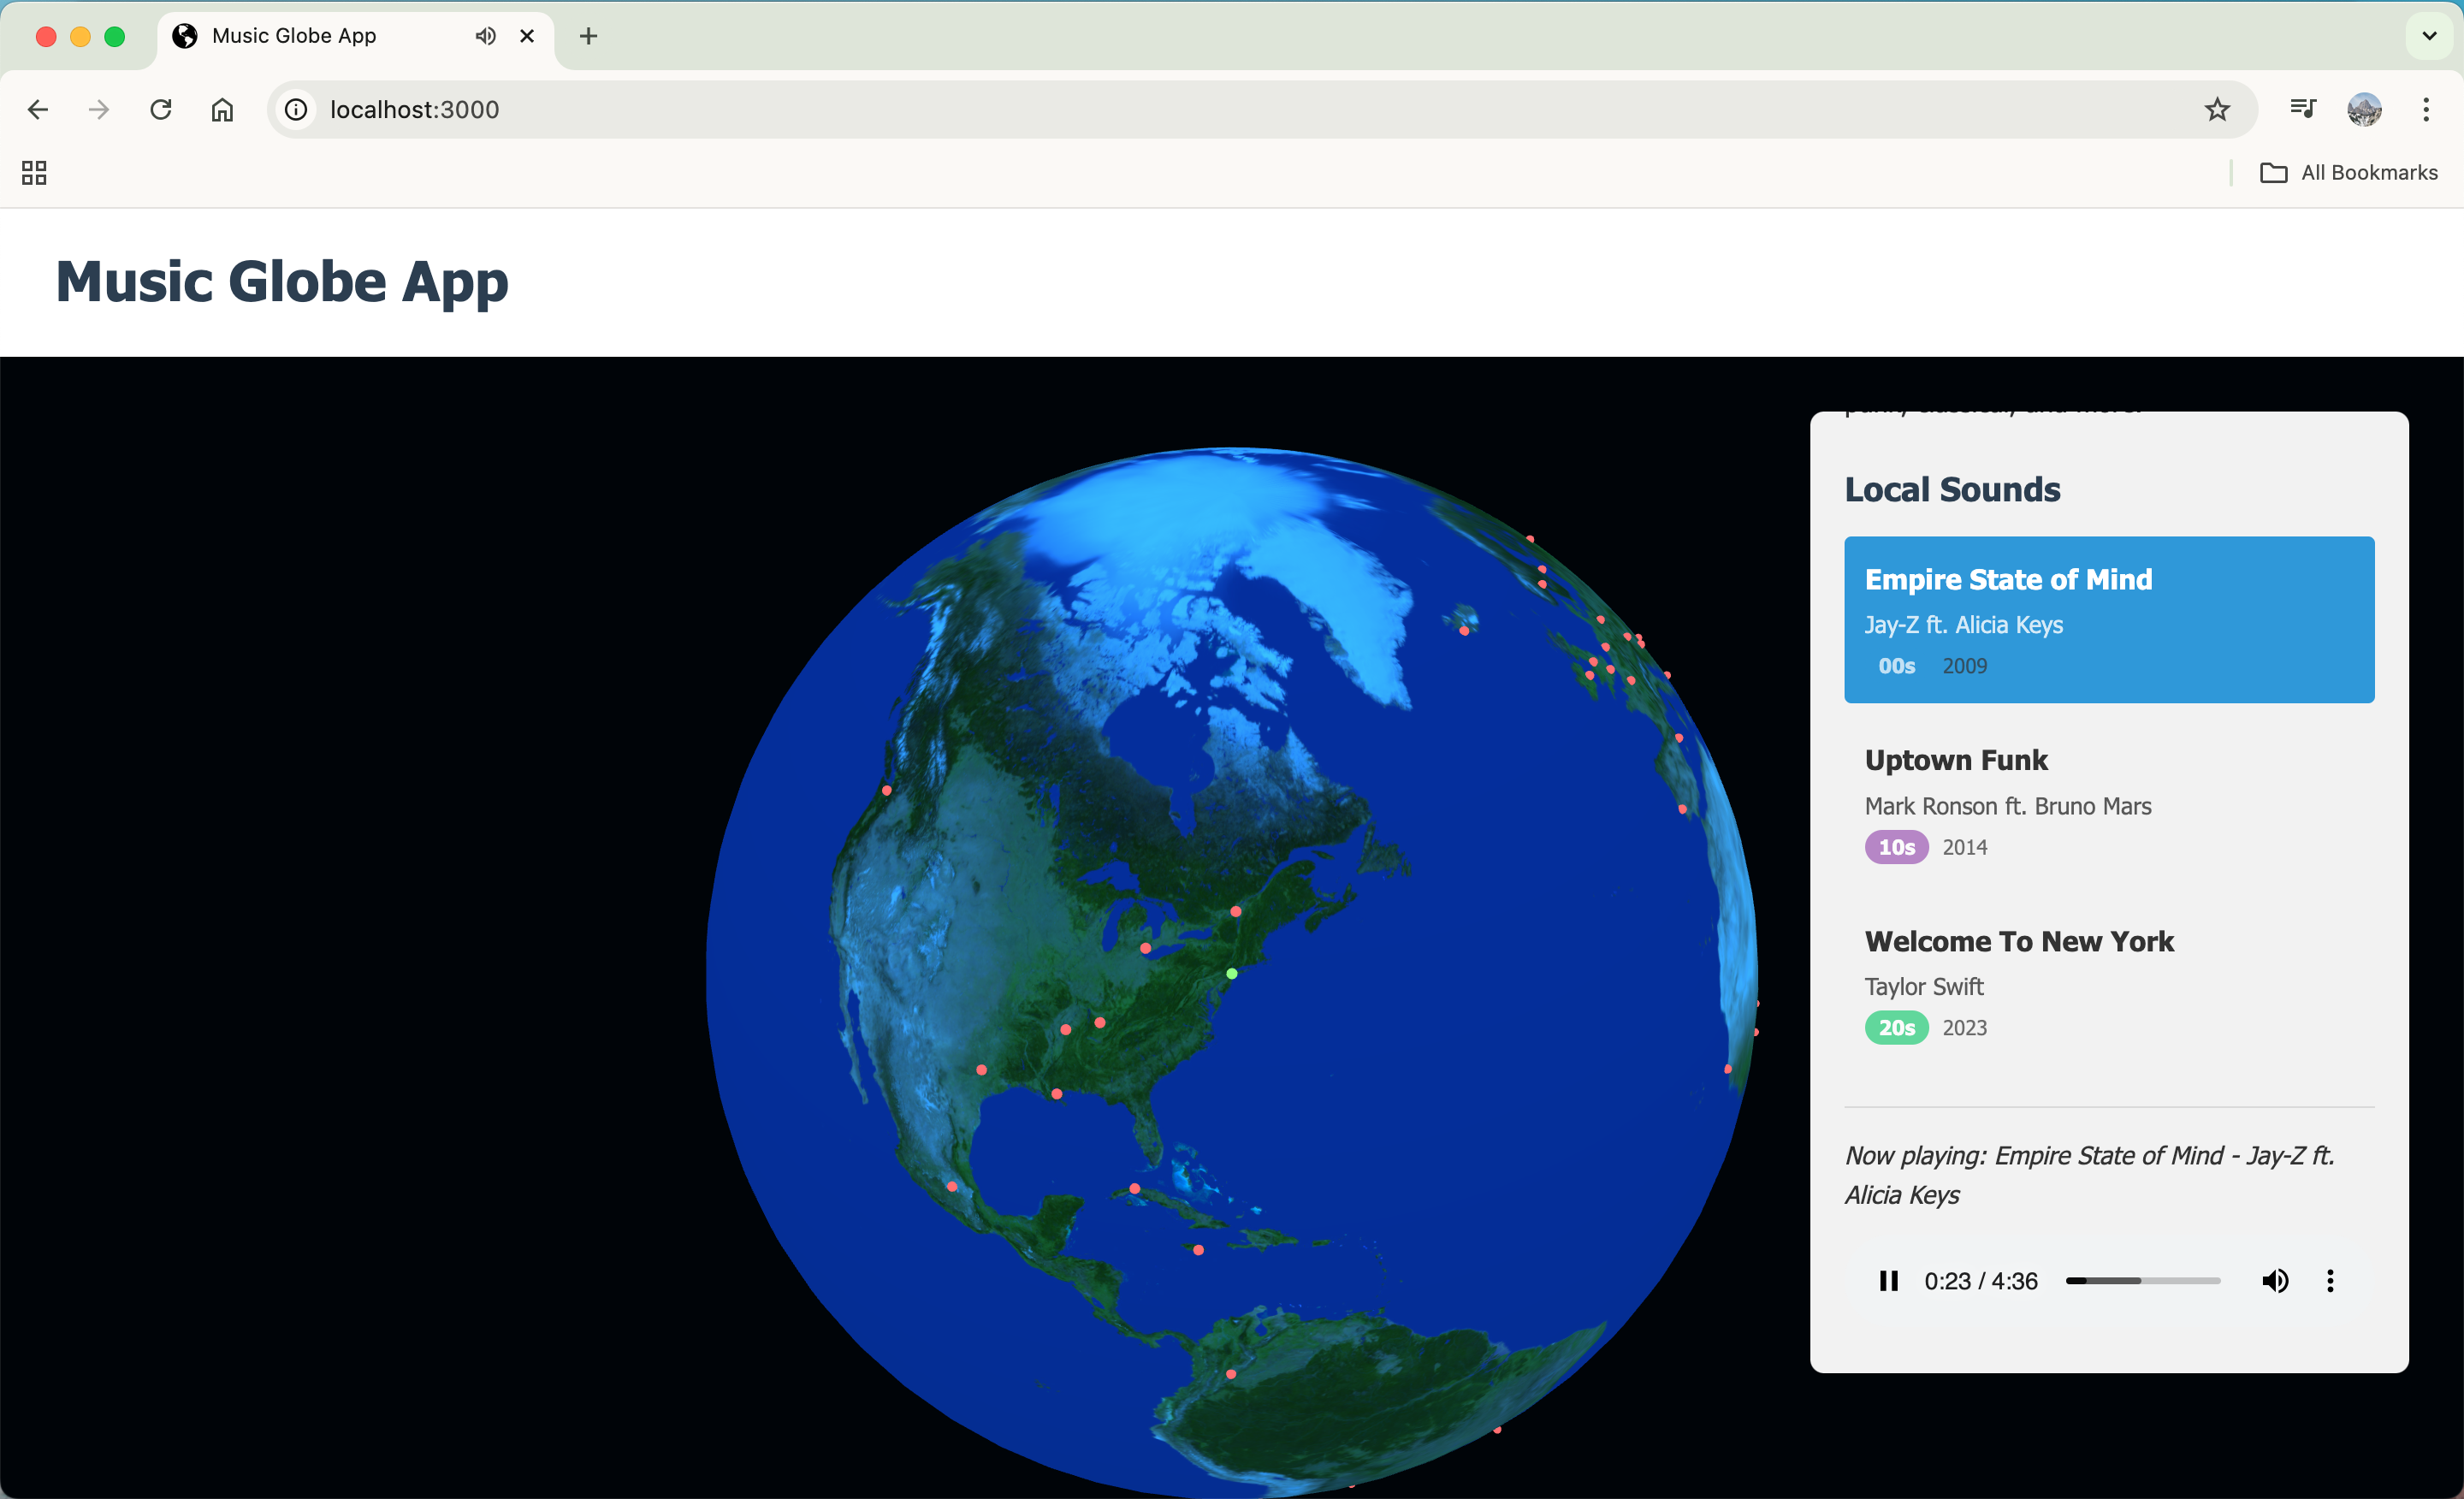 Music Globe App
localhost:3000
All Bookmarks
Music Globe App
Local Sounds
Empire State of Mind
Jay-Z ft. Alicia Keys
00s 2009
Uptown Funk
Mark Ronson ft. Bruno Mars
10s 2014
Welcome To New York
Taylor Swift
20s 2023
Now playing: Empire State of Mind - Jay-Z ft.
Alicia Keys
0:23 / 4:36